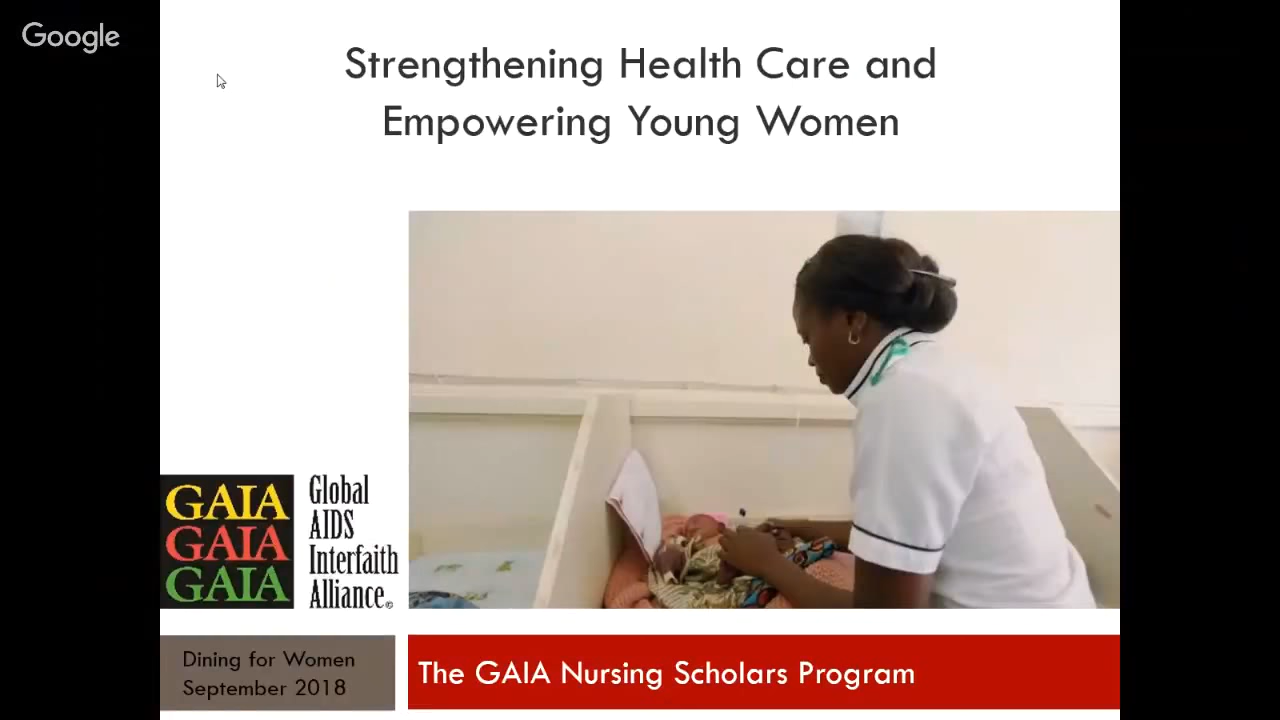 Google
Strengthening Health Care and
Empowering Young Women
GAIA
GAIA
GAIA
Global
AIDS
Interfaith
Alliance©
Dining for Women
September 2018
The GAIA Nursing Scholars Program